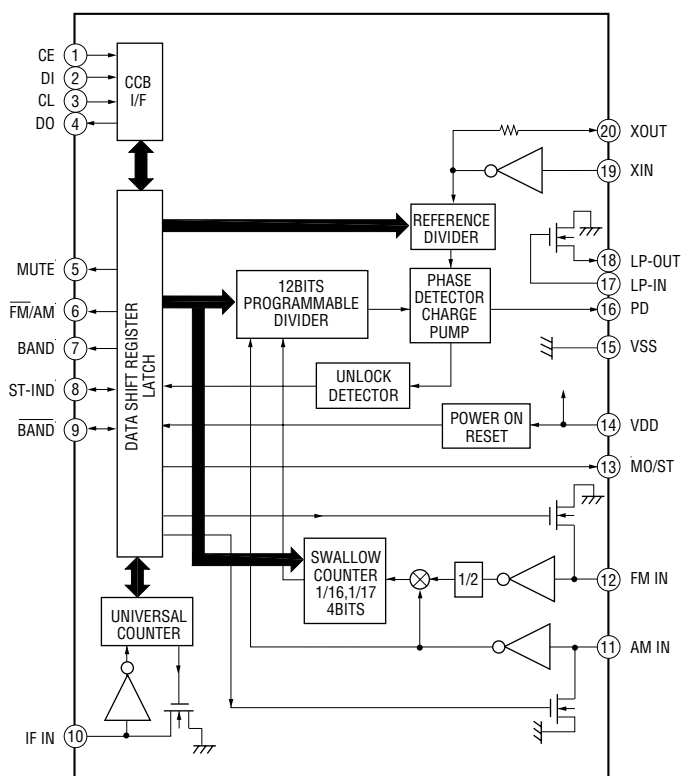 CE 1
DI 2
CL 3
DO 4
CCB
I/F
20 XOUT
19 XIN
REFERENCE
DIVIDER
18 LP-OUT
17 LP-IN
16 PD
15 VSS
MUTE 5
FM/AM 6
BAND 7
ST-IND 8
BAND 9
DATA SHIFT REGISTER
LATCH
12BITS
PROGRAMMABLE
DIVIDER
PHASE
DETECTOR
CHARGE
PUMP
UNLOCK
DETECTOR
POWER ON
RESET
14 VDD
13 MO/ST
SWALLOW
COUNTER
1/16,1/17
4BITS
1/2
12 FM IN
11 AM IN
UNIVERSAL
COUNTER
IF IN 10